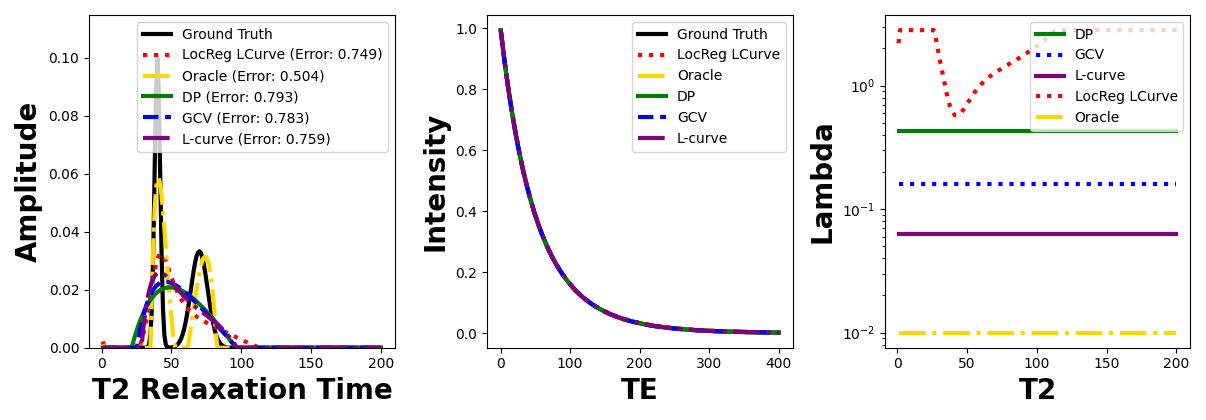 Amplitude
0.00
0.02
0.04
0.06
0.08
0.10
0
50
100
150
200
T2 Relaxation Time
Ground Truth
LocReg LCurve (Error: 0.749)
Oracle (Error: 0.504)
DP (Error: 0.793)
GCV (Error: 0.783)
L-curve (Error: 0.759)
Intensity
0.0
0.2
0.4
0.6
0.8
1.0
0
100
200
300
400
TE
Ground Truth
LocReg LCurve
Oracle
DP
GCV
L-curve
Lambda
10⁻²
10⁻¹
10⁰
0
50
100
150
200
T2
DP
GCV
L-curve
LocReg LCurve
Oracle